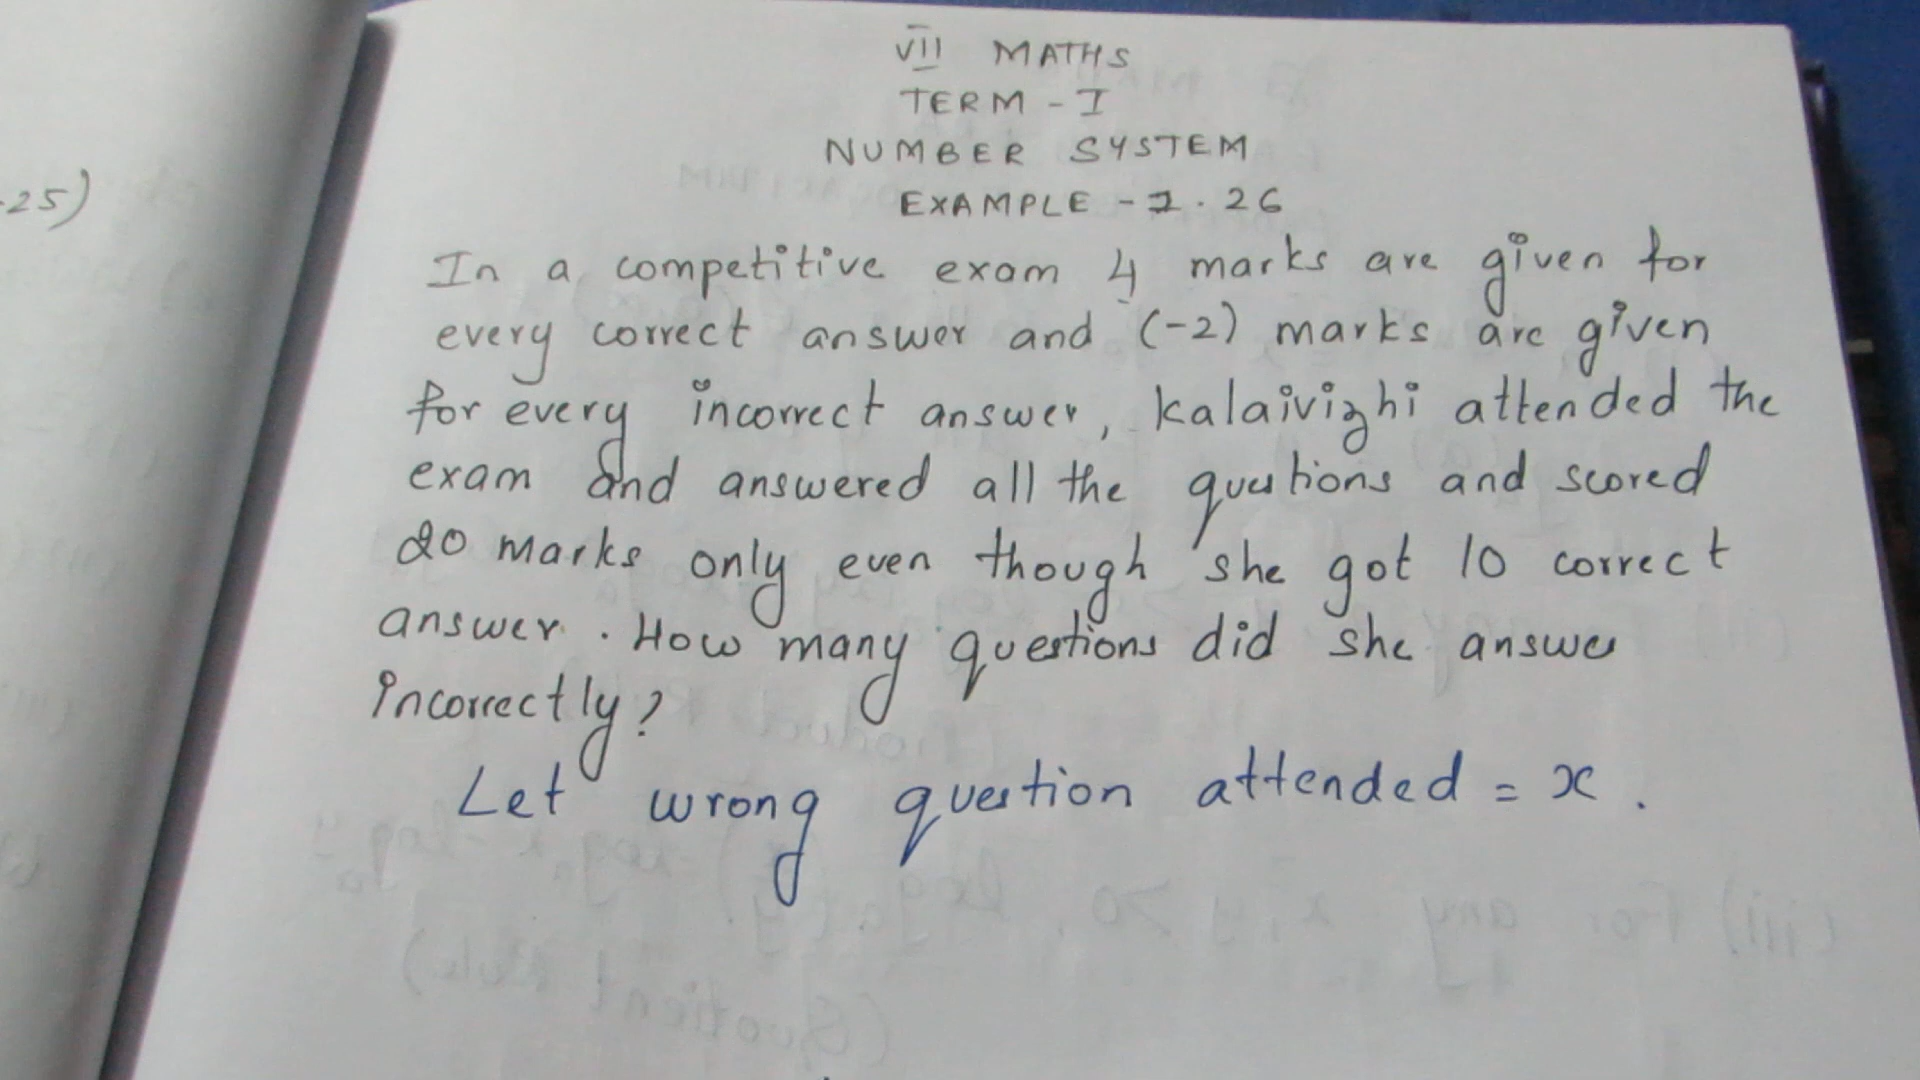 -25)
VII MATHS
TERM - I
NUMBER SYSTEM
EXAMPLE - 1.26
In a competitive exam 4 marks are given for
every correct answer and (-2) marks are given
for every incorrect answer, kalaivizhi attended the
exam and answered all the questions and scored
20 marks only even though she got 10 correct
answer. How many questions did she answer
incorrectly?
Let wrong question attended = x.